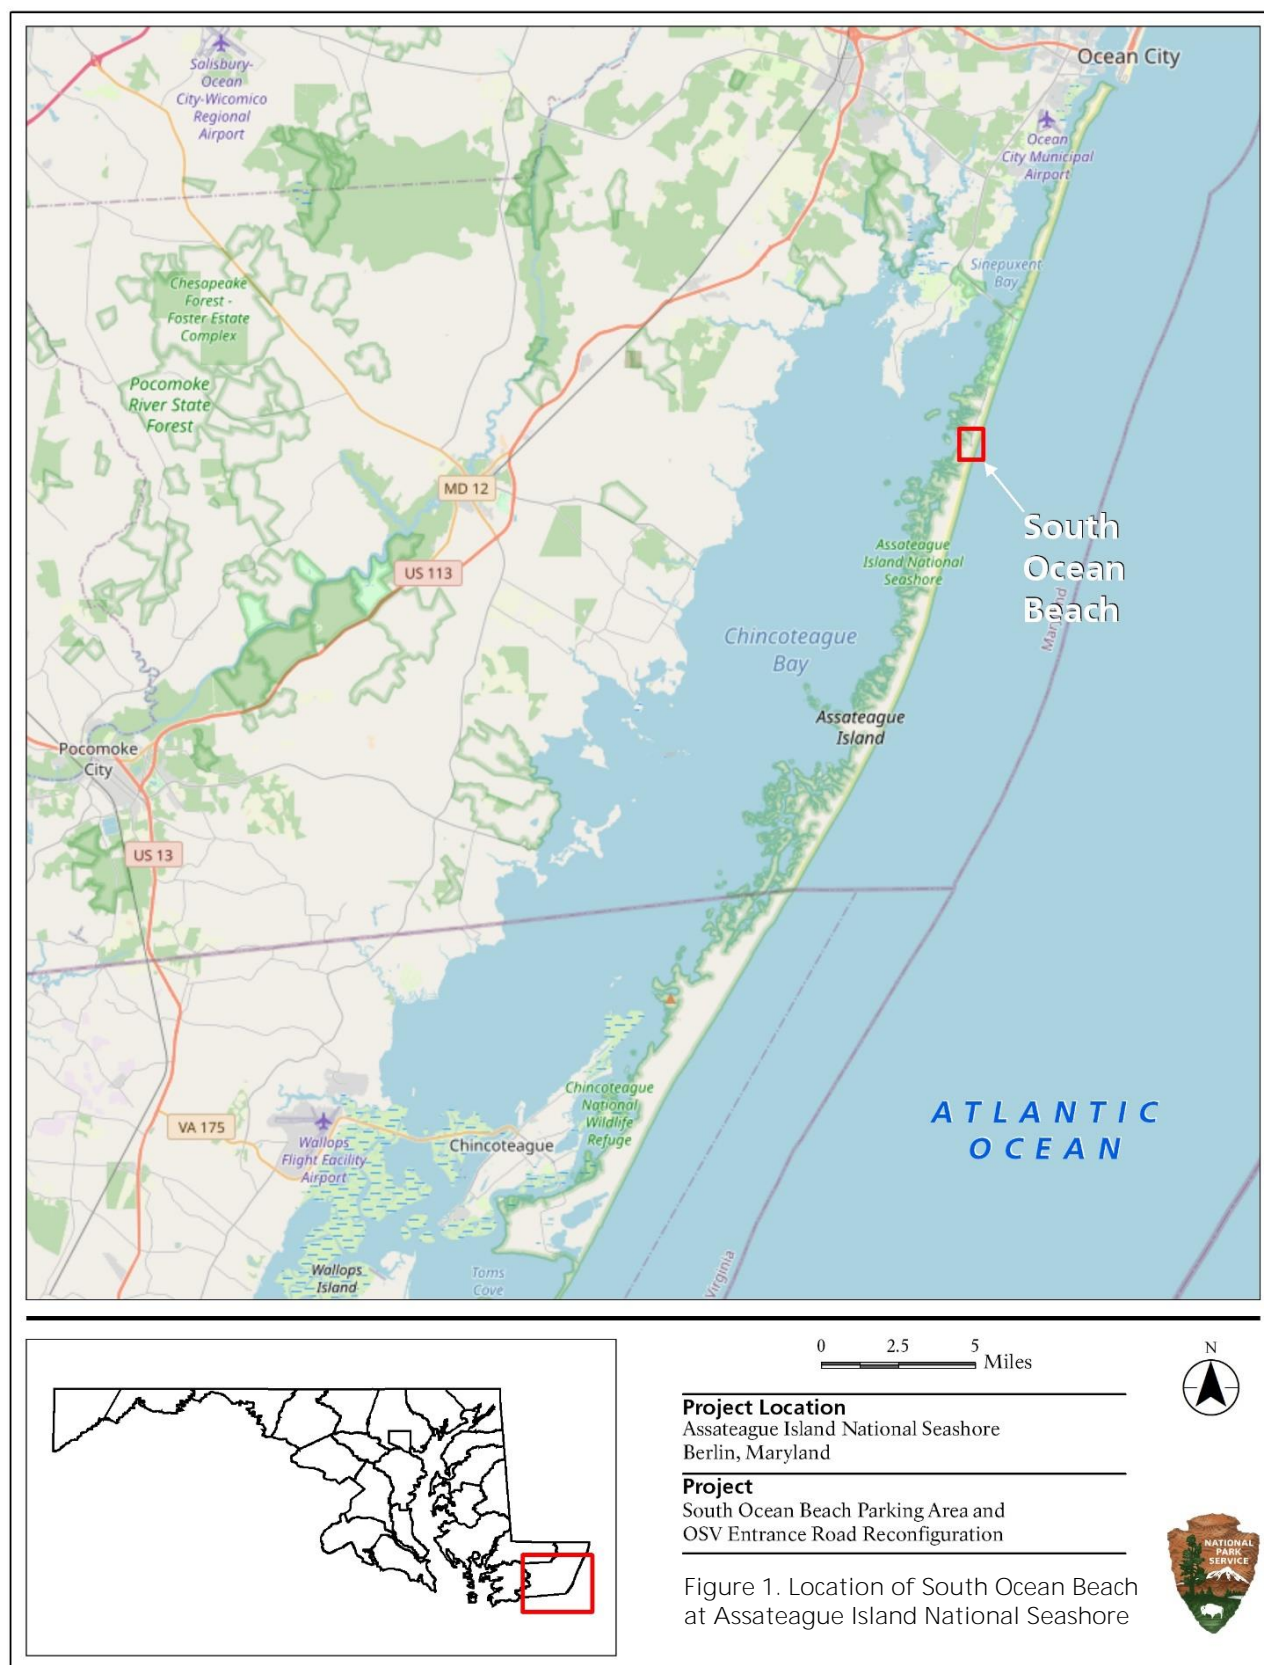 Ocean City
Salisbury-
Ocean
City-Wicomico
Regional
Airport
Ocean
City Municipal
Airport
Sinepuxent
Bay
Chesapeake
Forest -
Foster Estate
Complex
Pocomoke
River State
Forest
MD 12
South
Ocean
Beach
Assateague
Island National
Seashore
US 113
Maryland
Chincoteague
Bay
Assateague
Island
Pocomoke
City
US 13
Chincoteague
National
Wildlife
Refuge
ATLANTIC
OCEAN
VA 175
Wallops
Flight Facility
Airport
Chincoteague
Wallops
Island
Toms
Cove
Virginia
0 2.5 5
Miles
N
Project Location
Assateague Island National Seashore
Berlin, Maryland
Project
South Ocean Beach Parking Area and
OSV Entrance Road Reconfiguration
Figure 1. Location of South Ocean Beach
at Assateague Island National Seashore
NATIONAL
PARK
SERVICE